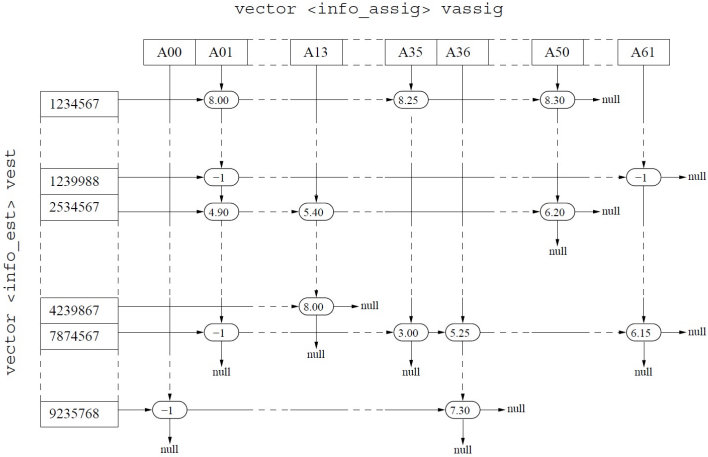 vector <info_assig> vassig
A00 A01 A13 A35 A36 A50 A61
vector <info_est> vest
1234567 8.00 8.25 8.30 null
1239988 −1 −1 null
2534567 4.90 5.40 6.20 null
null
4239867 8.00 null
7874567 −1 3.00 5.25 6.15 null
null
null null null
9235768 −1 7.30 null
null null